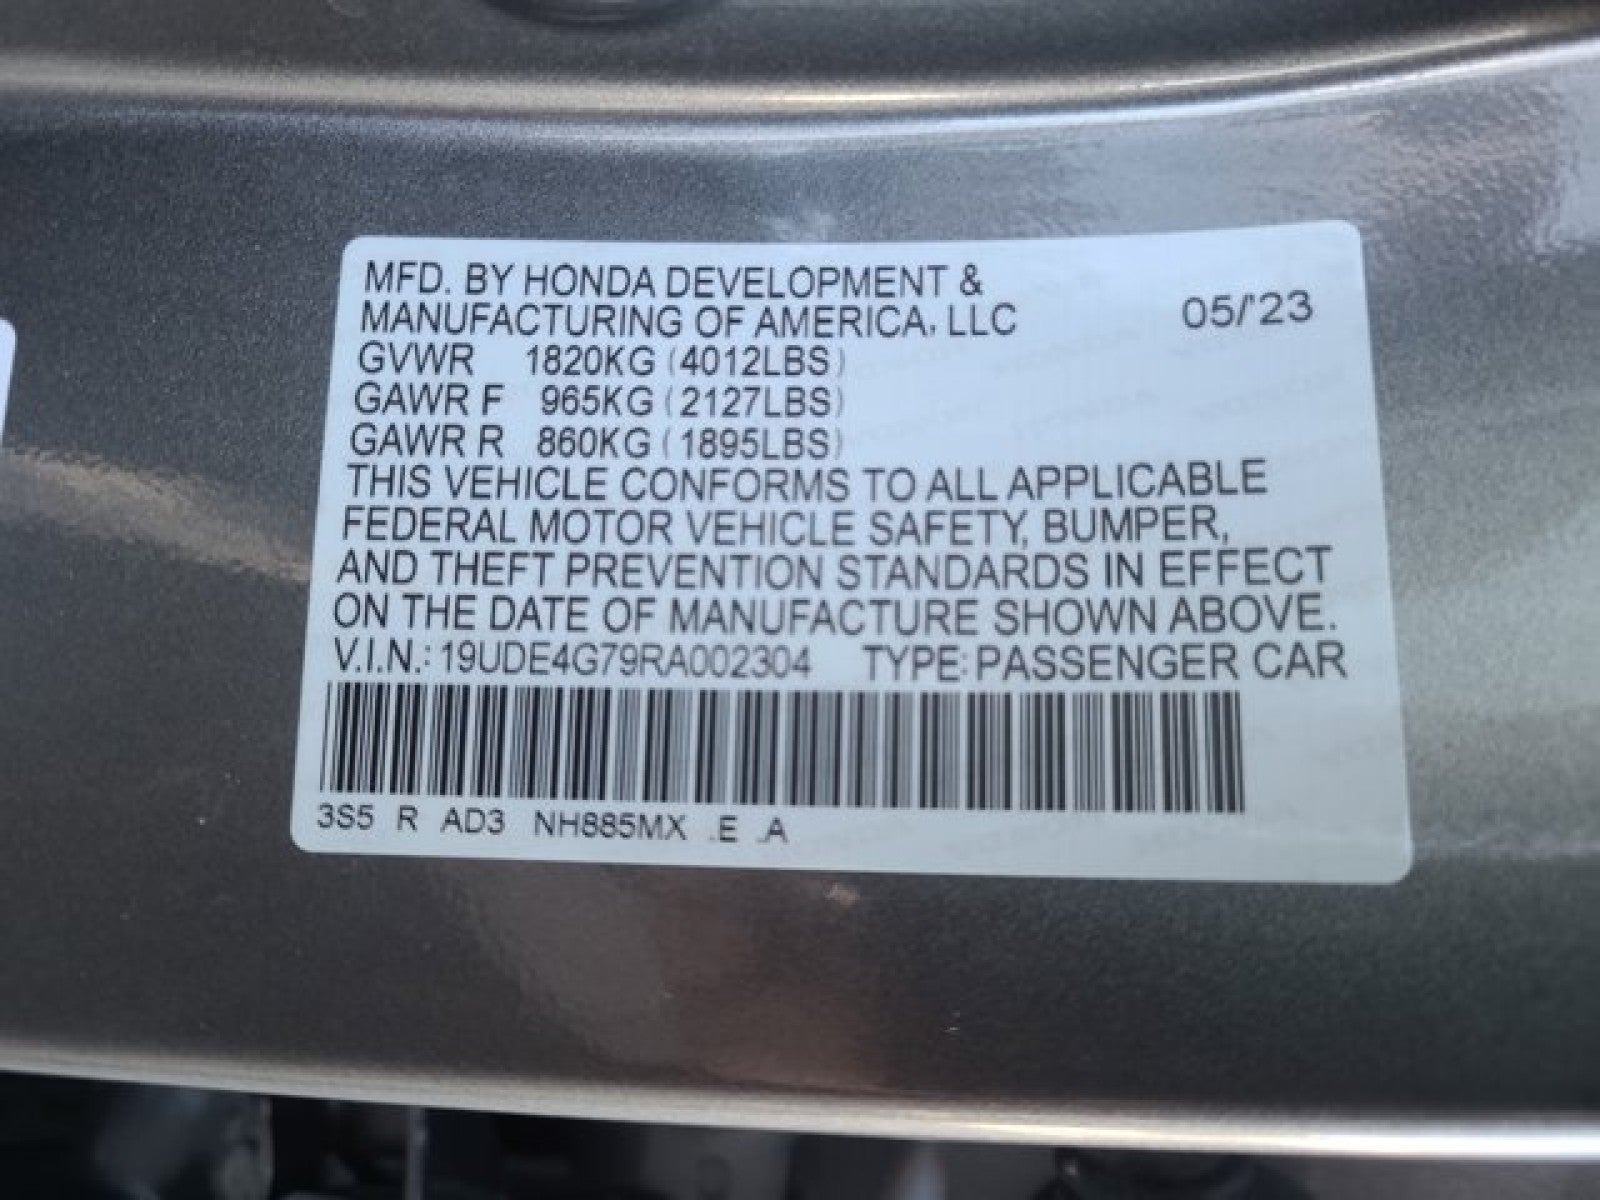 MFD. BY HONDA DEVELOPMENT &
MANUFACTURING OF AMERICA, LLC 05/'23
GVWR 1820KG (4012LBS)
GAWR F 965KG (2127LBS)
GAWR R 860KG (1895LBS)
THIS VEHICLE CONFORMS TO ALL APPLICABLE
FEDERAL MOTOR VEHICLE SAFETY, BUMPER,
AND THEFT PREVENTION STANDARDS IN EFFECT
ON THE DATE OF MANUFACTURE SHOWN ABOVE.
V.I.N.: 19UDE4G79RA002304 TYPE: PASSENGER CAR
3S5 R AD3 NH885MX .E .A